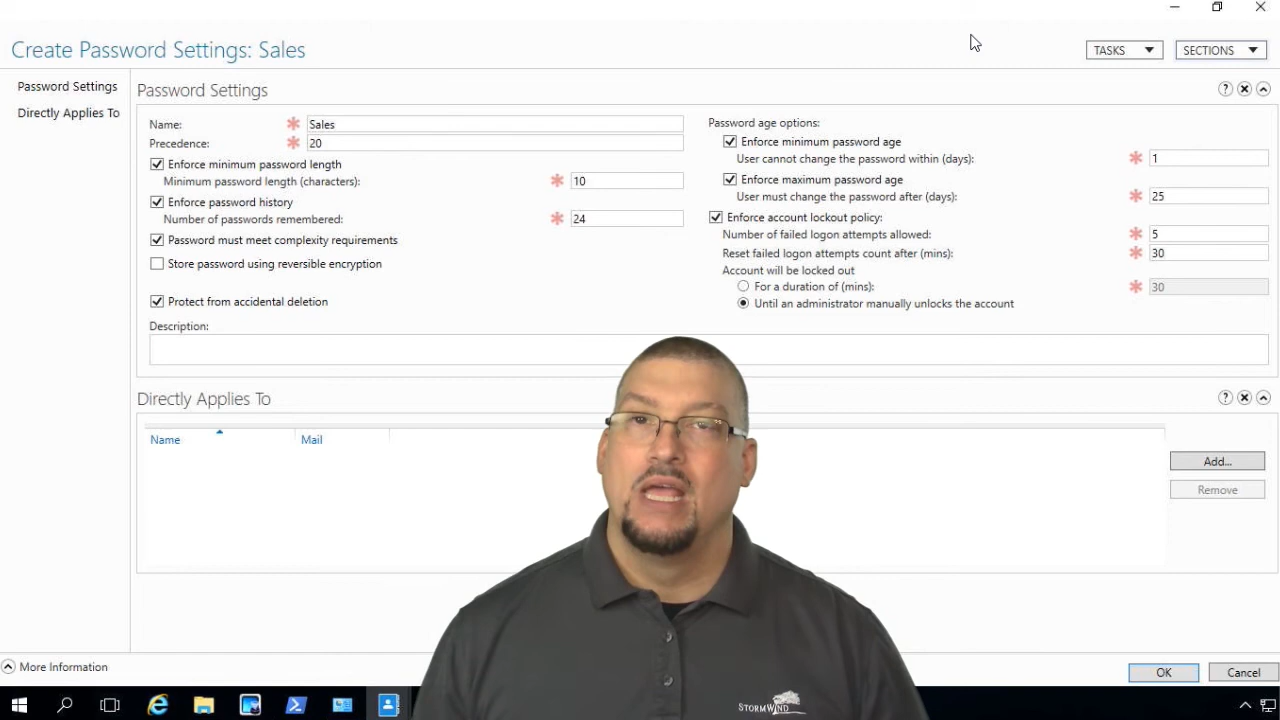 Create Password Settings: Sales
TASKS
SECTIONS
Password Settings
Directly Applies To
Password Settings
Name:
Sales
Precedence:
20
Enforce minimum password length
Minimum password length (characters):
10
Enforce password history
Number of passwords remembered:
24
Password must meet complexity requirements
Store password using reversible encryption
Protect from accidental deletion
Description:
Password age options:
Enforce minimum password age
User cannot change the password within (days):
1
Enforce maximum password age
User must change the password after (days):
25
Enforce account lockout policy:
Number of failed logon attempts allowed:
5
Reset failed logon attempts count after (mins):
30
Account will be locked out
For a duration of (mins):
30
Until an administrator manually unlocks the account
Directly Applies To
Name
Mail
Add...
Remove
More Information
OK
Cancel
STORMWIND